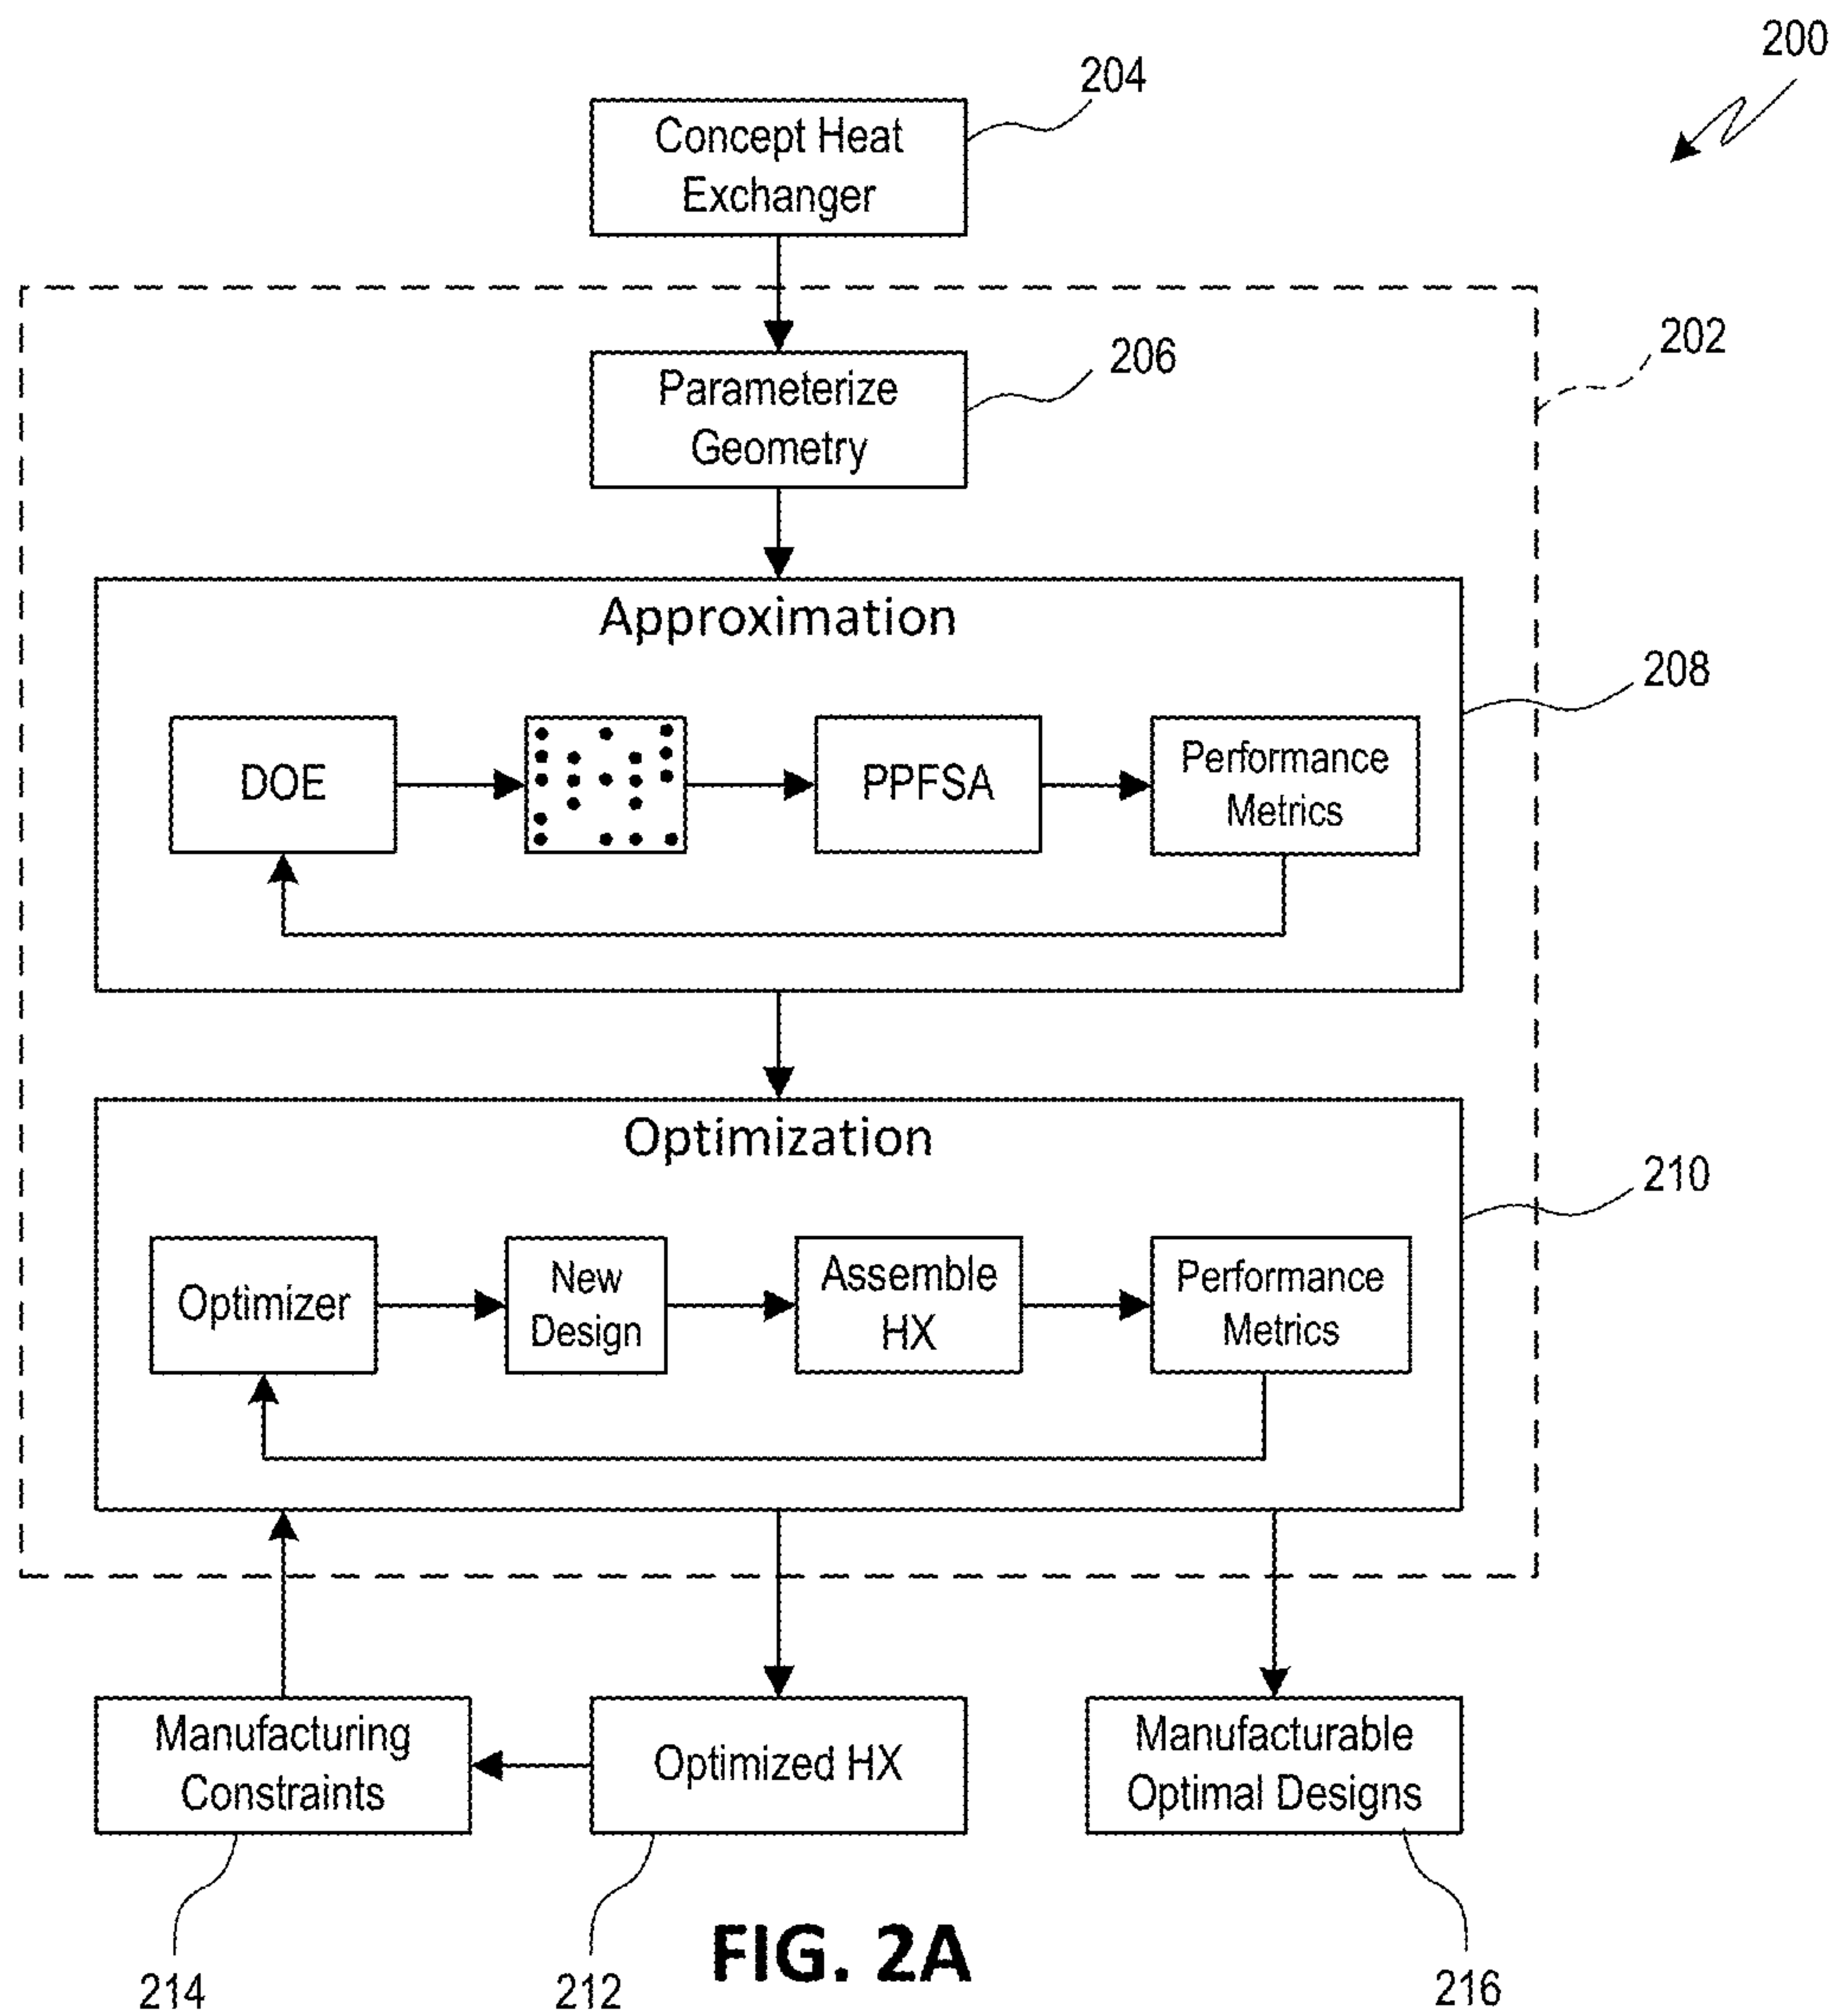 200
204
Concept Heat
Exchanger
202
206
Parameterize
Geometry
Approximation
208
DOE
PPFSA
Performance
Metrics
Optimization
210
Optimizer
New
Design
Assemble
HX
Performance
Metrics
Manufacturing
Constraints
Optimized HX
Manufacturable
Optimal Designs
214
212
216
FIG. 2A